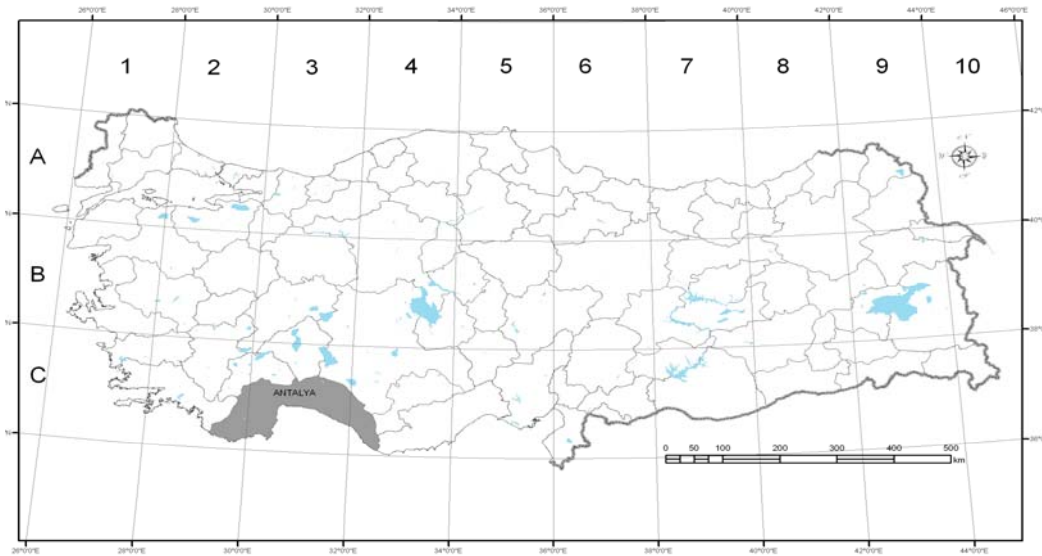 26°0'0"E 28°0'0"E 30°0'0"E 32°0'0"E 34°0'0"E 36°0'0"E 38°0'0"E 40°0'0"E 42°0'0"E 44°0'0"E 46°0'0"E
1 2 3 4 5 6 7 8 9 10
A
B
C
ANTALYA
0 50 100 200 300 400 500
km
26°0'0"E 28°0'0"E 30°0'0"E 32°0'0"E 34°0'0"E 36°0'0"E 38°0'0"E 40°0'0"E 42°0'0"E 44°0'0"E